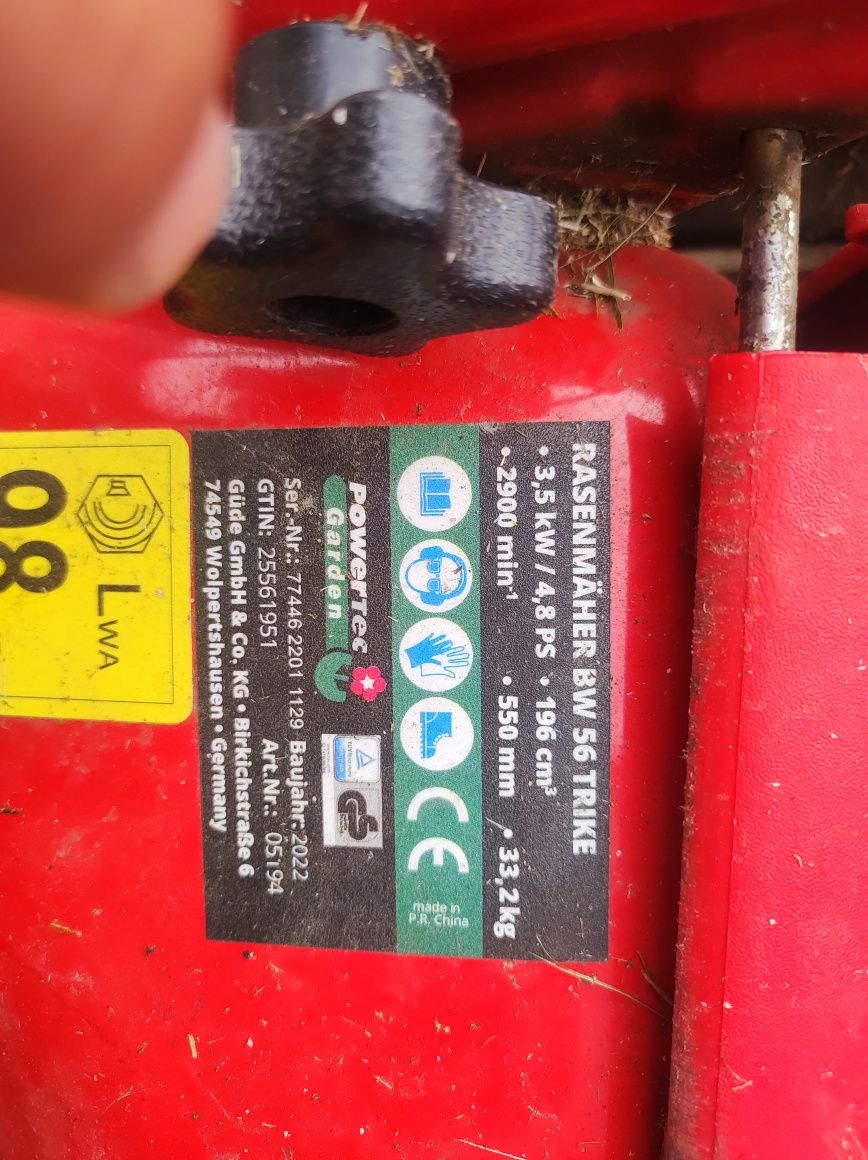 RASENMÄHER BW 56 TRIKE
• 3,5 kW / 4,8 PS • 196 cm³
• 2900 min⁻¹ • 550 mm • 33,2 kg
CE
made in
P.R. China
POWERTEC
Garden
GS
Ser.-Nr.: 77446 2201 1129 Baujahr: 2022
GTIN: 25561951 Art.Nr.: 05194
Güde GmbH & Co. KG • Birkichstraße 6
74549 Wolpertshausen • Germany
LWA
98